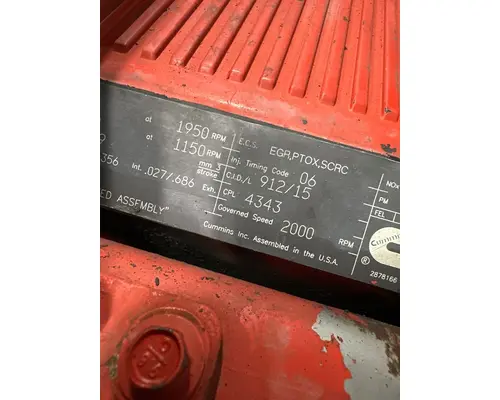 at 1950 RPM E.C.S. EGR,PTOX,SCRC
at 1150 RPM Inj. Timing Code 06
mm 3 stroke C.I.D./L 912/15
356 Int. .027/.686 Exh. CPL 4343
ED ASSEMBLY" Governed Speed 2000 RPM
Cummins Inc. Assembled in the U.S.A.
NOx
PM
FEL
Cummins
®
2878166